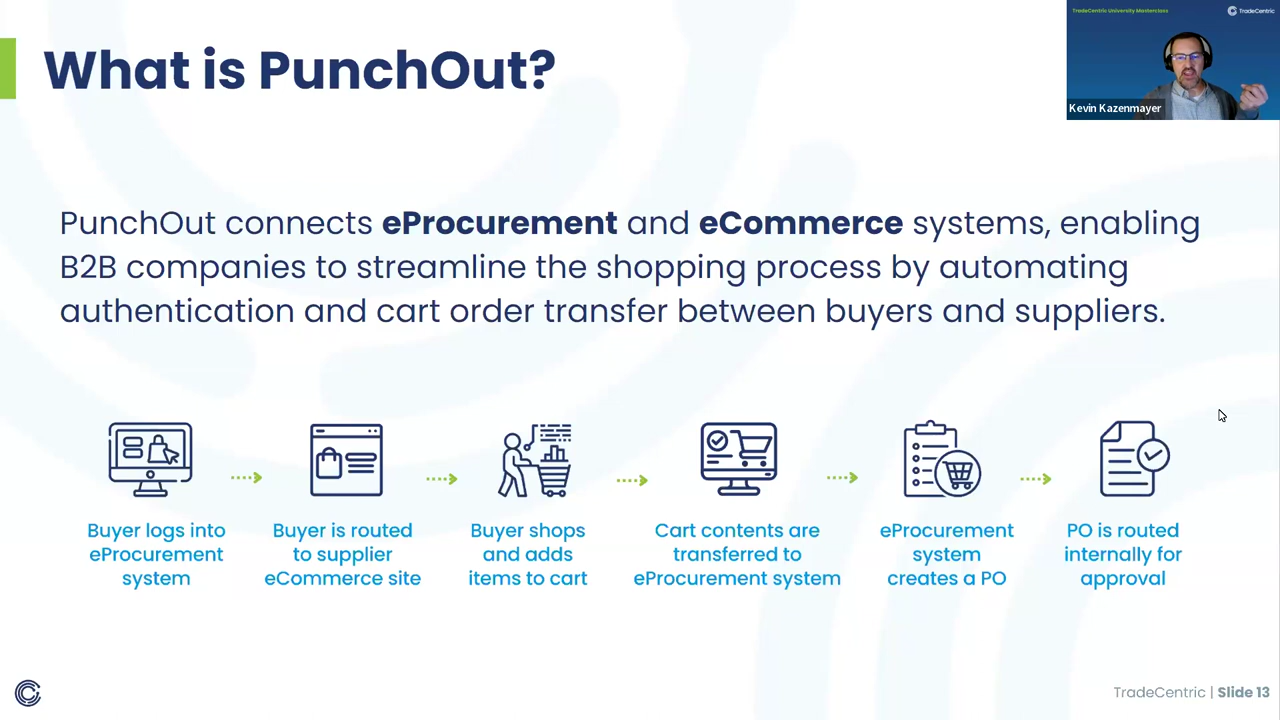 What is PunchOut?
TradeCentric University Masterclass
TradeCentric
Kevin Kazenmayer
PunchOut connects eProcurement and eCommerce systems, enabling
B2B companies to streamline the shopping process by automating
authentication and cart order transfer between buyers and suppliers.
Buyer logs into
eProcurement
system
Buyer is routed
to supplier
eCommerce site
Buyer shops
and adds
items to cart
Cart contents are
transferred to
eProcurement system
eProcurement
system
creates a PO
PO is routed
internally for
approval
TradeCentric | Slide 13